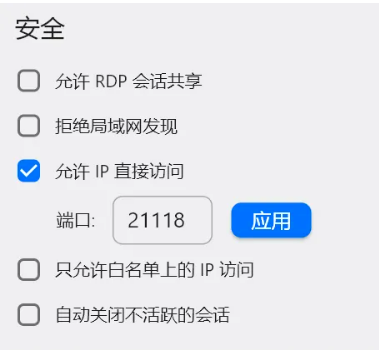 安全
允许 RDP 会话共享
拒绝局域网发现
允许 IP 直接访问
端口: 21118 应用
只允许白名单上的 IP 访问
自动关闭不活跃的会话